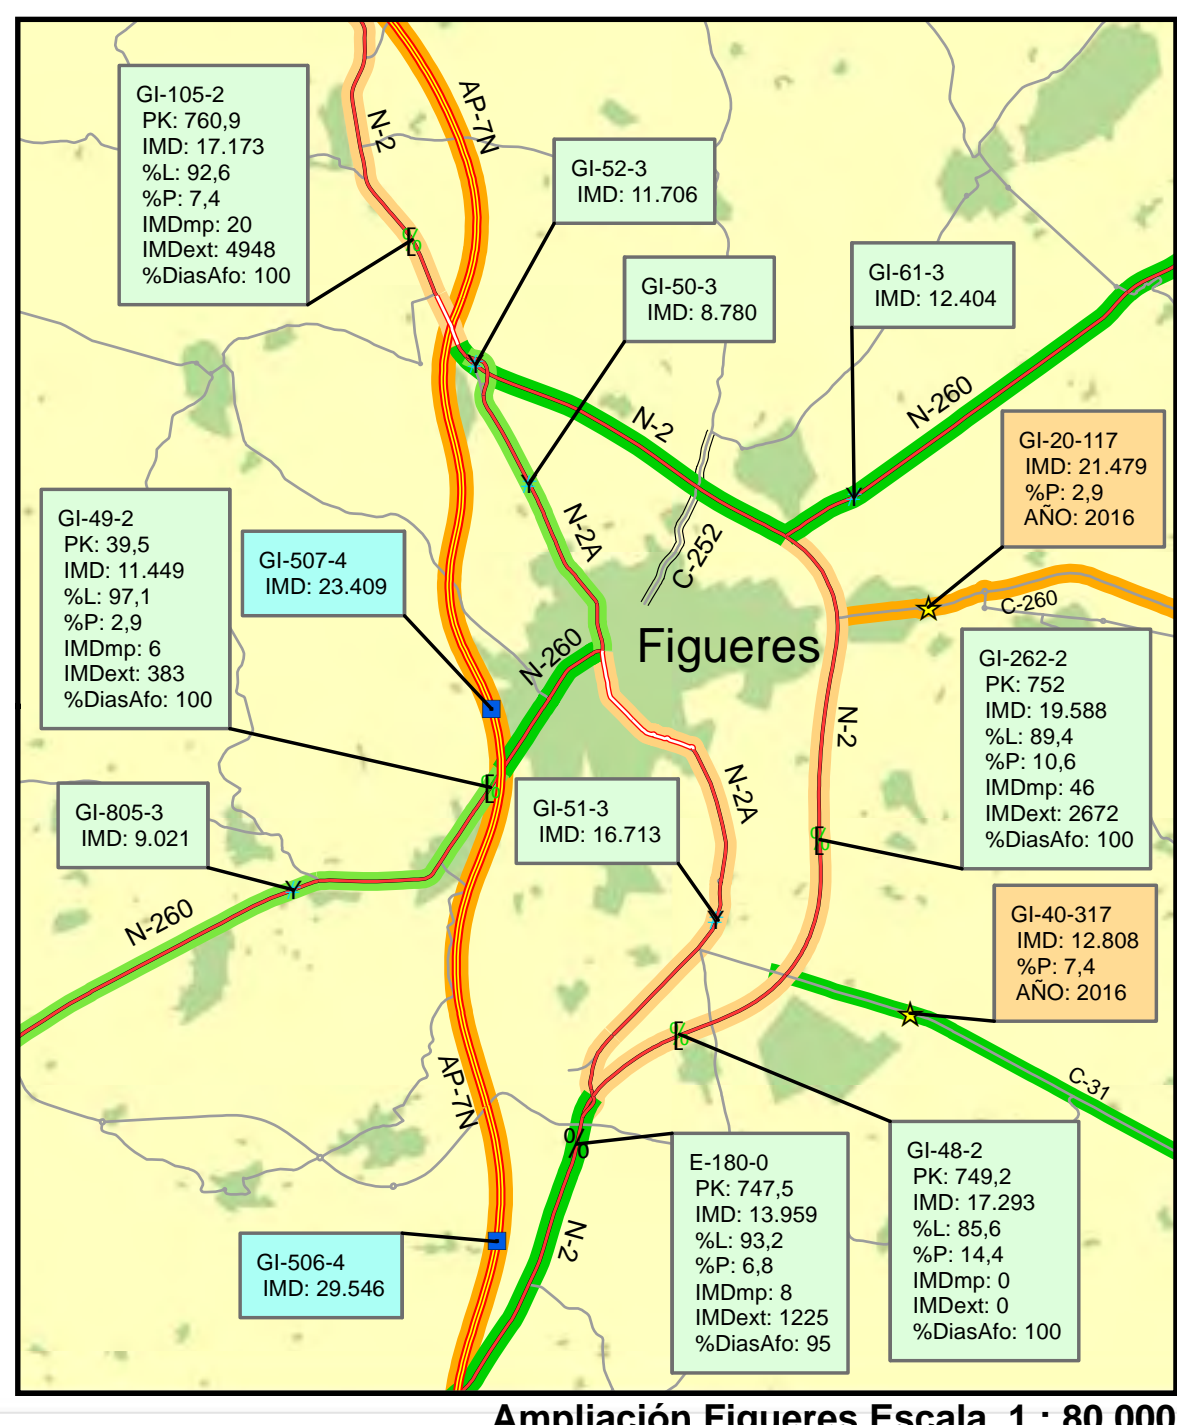 GI-105-2
PK: 760,9
IMD: 17.173
%L: 92,6
%P: 7,4
IMDmp: 20
IMDext: 4948
%DiasAfo: 100
N-2
AP-7N
GI-52-3
IMD: 11.706
GI-50-3
IMD: 8.780
GI-61-3
IMD: 12.404
N-2
N-260
GI-20-117
IMD: 21.479
%P: 2,9
AÑO: 2016
GI-49-2
PK: 39,5
IMD: 11.449
%L: 97,1
%P: 2,9
IMDmp: 6
IMDext: 383
%DiasAfo: 100
GI-507-4
IMD: 23.409
N-2A
C-252
C-260
Figueres
N-260
GI-262-2
PK: 752
IMD: 19.588
%L: 89,4
%P: 10,6
IMDmp: 46
IMDext: 2672
%DiasAfo: 100
N-2
N-2A
GI-805-3
IMD: 9.021
GI-51-3
IMD: 16.713
N-260
GI-40-317
IMD: 12.808
%P: 7,4
AÑO: 2016
AP-7N
C-31
%
E-180-0
PK: 747,5
IMD: 13.959
%L: 93,2
%P: 6,8
IMDmp: 8
IMDext: 1225
%DiasAfo: 95
GI-48-2
PK: 749,2
IMD: 17.293
%L: 85,6
%P: 14,4
IMDmp: 0
IMDext: 0
%DiasAfo: 100
N-2
GI-506-4
IMD: 29.546
Ampliación Figueres Escala 1 : 80.000